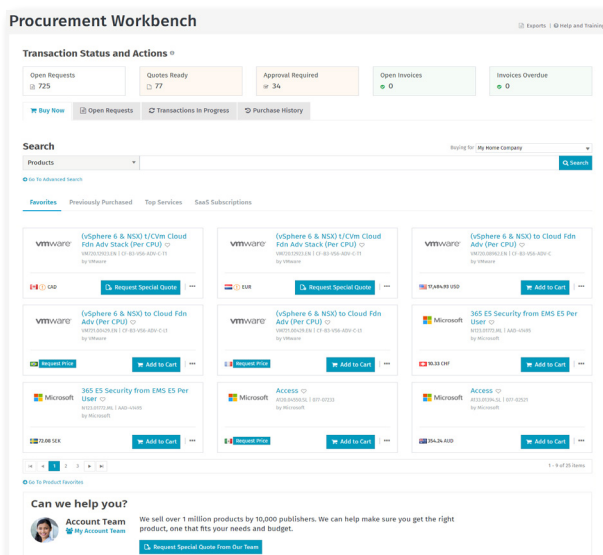 Procurement Workbench
Exports | Help and Training
Transaction Status and Actions
Open Requests
725
Quotes Ready
77
Approval Required
34
Open Invoices
0
Invoices Overdue
0
Buy Now
Open Requests
Transactions In Progress
Purchase History
Search
Buying for My Home Company
Products
Search
Go To Advanced Search
Favorites
Previously Purchased
Top Services
SaaS Subscriptions
vmware
(vSphere 6 & NSX) t/CVm Cloud
Fdn Adv Stack (Per CPU)
by VMware
CAD
Request Special Quote
vmware
(vSphere 6 & NSX) t/CVm Cloud
Fdn Adv Stack (Per CPU)
by VMware
EUR
Request Special Quote
vmware
(vSphere 6 & NSX) to Cloud Fdn
Adv (Per CPU)
by VMware
17,484.93 USD
Add to Cart
vmware
(vSphere 6 & NSX) to Cloud Fdn
Adv (Per CPU)
by VMware
Request Price
Add to Cart
vmware
(vSphere 6 & NSX) to Cloud Fdn
Adv (Per CPU)
by VMware
Request Price
Add to Cart
Microsoft
365 E5 Security from EMS E5 Per
User
by Microsoft
10.33 CHF
Add to Cart
Microsoft
365 E5 Security from EMS E5 Per
User
by Microsoft
73.08 SEK
Add to Cart
Microsoft
Access
by Microsoft
Request Price
Add to Cart
Microsoft
Access
by Microsoft
354.24 AUD
Add to Cart
1 2 3
1 - 9 of 25 items
Go To Product Favorites
Can we help you?
Account Team
My Account Team
We sell over 1 million products by 10,000 publishers. We can help make sure you get the right
product, one that fits your needs and budget.
Request Special Quote From Our Team